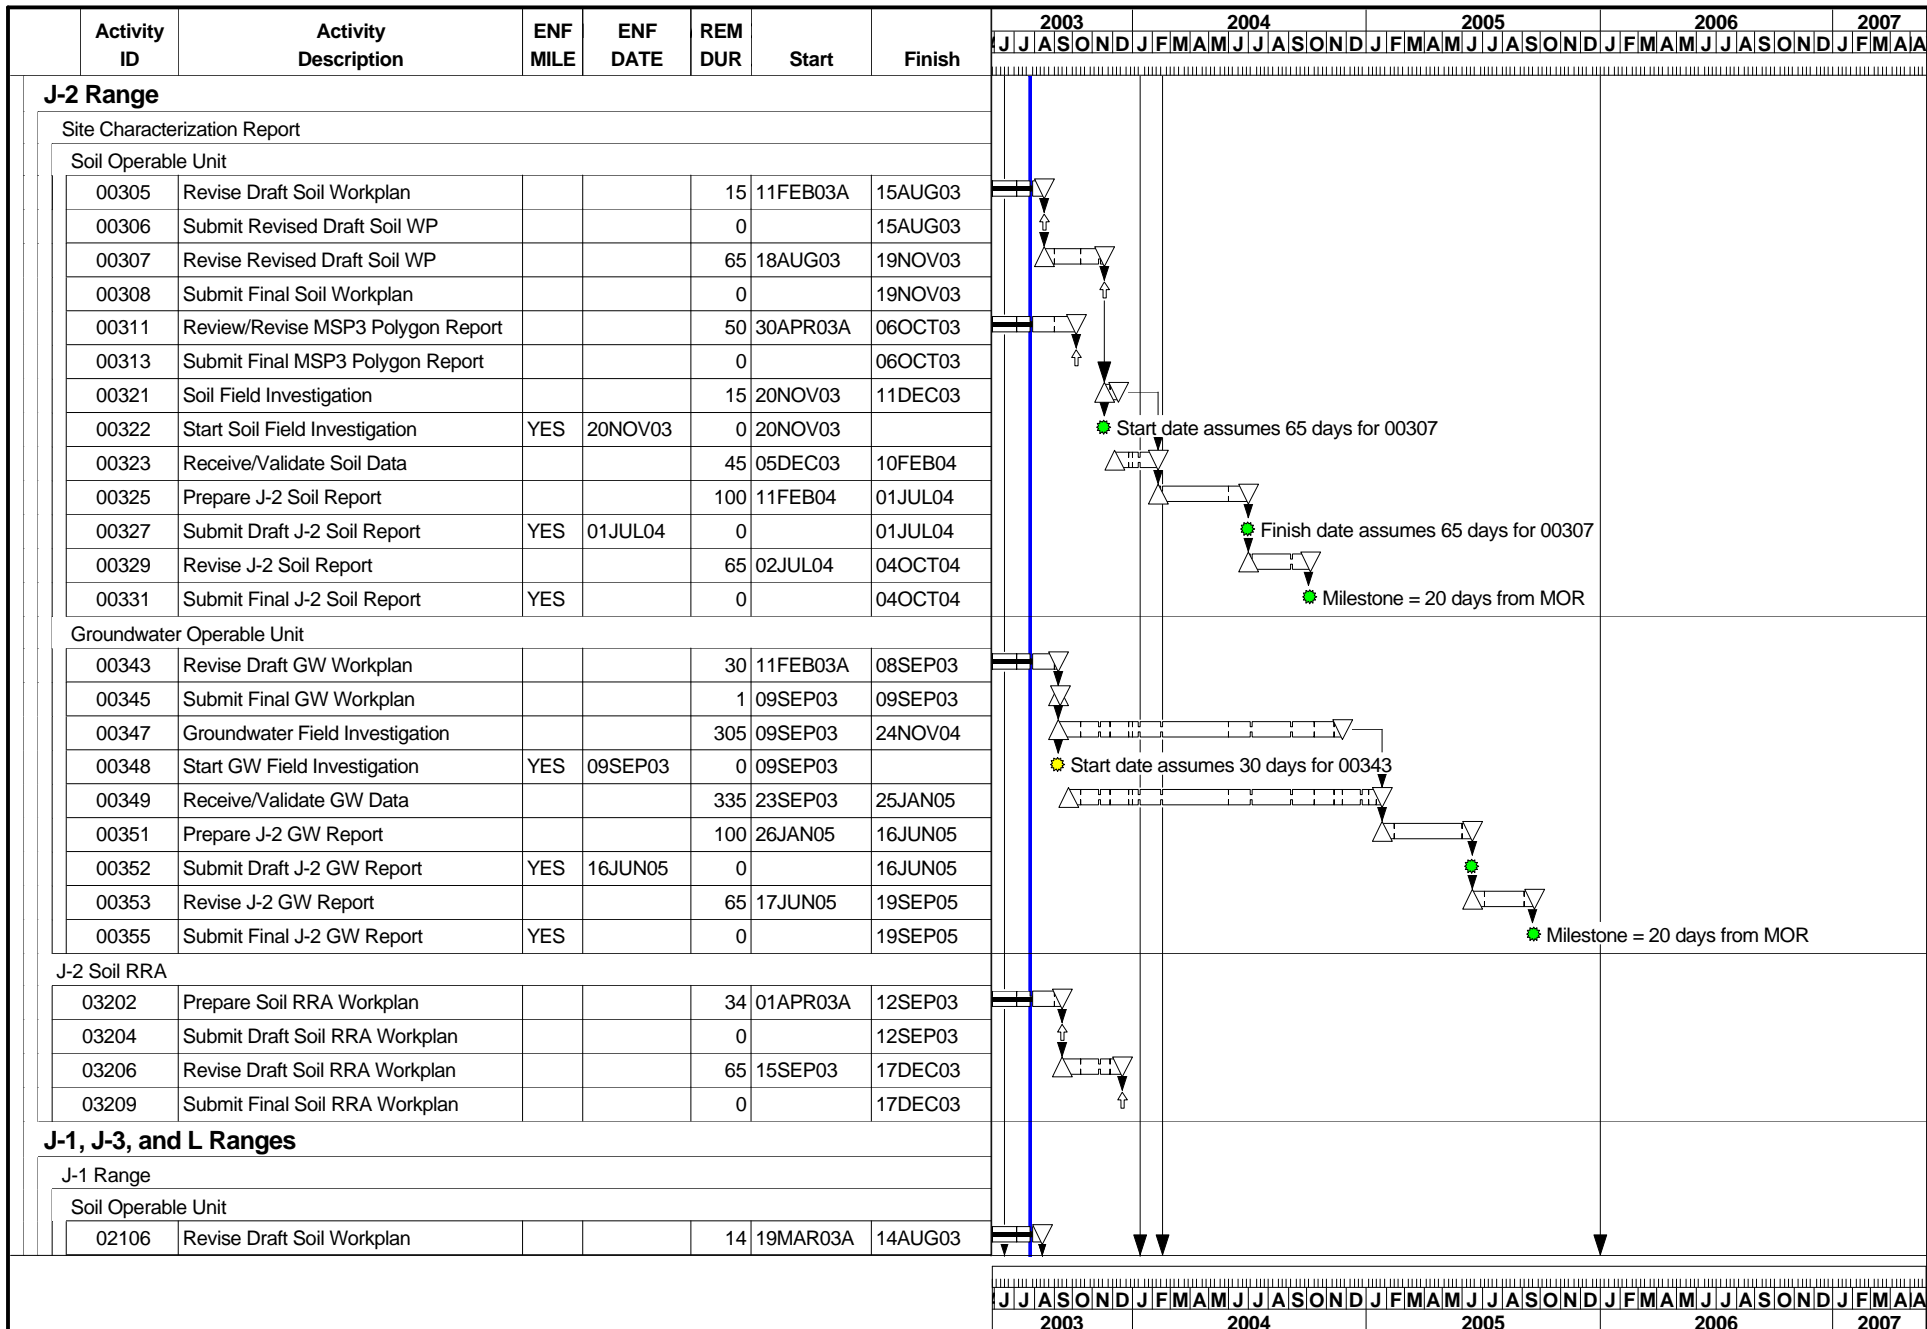 Activity ID Activity Description ENF MILE ENF DATE REM DUR Start Finish 2003 2004 2005 2006 2007
J J A S O N D J F M A M J J A S O N D J F M A M J J A S O N D J F M A M J J A S O N D J F M A A
J-2 Range
Site Characterization Report
Soil Operable Unit
00305 Revise Draft Soil Workplan 15 11FEB03A 15AUG03
00306 Submit Revised Draft Soil WP 0 15AUG03
00307 Revise Revised Draft Soil WP 65 18AUG03 19NOV03
00308 Submit Final Soil Workplan 0 19NOV03
00311 Review/Revise MSP3 Polygon Report 50 30APR03A 06OCT03
00313 Submit Final MSP3 Polygon Report 0 06OCT03
00321 Soil Field Investigation 15 20NOV03 11DEC03
00322 Start Soil Field Investigation YES 20NOV03 0 20NOV03 Start date assumes 65 days for 00307
00323 Receive/Validate Soil Data 45 05DEC03 10FEB04
00325 Prepare J-2 Soil Report 100 11FEB04 01JUL04
00327 Submit Draft J-2 Soil Report YES 01JUL04 0 01JUL04 Finish date assumes 65 days for 00307
00329 Revise J-2 Soil Report 65 02JUL04 04OCT04
00331 Submit Final J-2 Soil Report YES 0 04OCT04 Milestone = 20 days from MOR
Groundwater Operable Unit
00343 Revise Draft GW Workplan 30 11FEB03A 08SEP03
00345 Submit Final GW Workplan 1 09SEP03 09SEP03
00347 Groundwater Field Investigation 305 09SEP03 24NOV04
00348 Start GW Field Investigation YES 09SEP03 0 09SEP03 Start date assumes 30 days for 00343
00349 Receive/Validate GW Data 335 23SEP03 25JAN05
00351 Prepare J-2 GW Report 100 26JAN05 16JUN05
00352 Submit Draft J-2 GW Report YES 16JUN05 0 16JUN05
00353 Revise J-2 GW Report 65 17JUN05 19SEP05
00355 Submit Final J-2 GW Report YES 0 19SEP05 Milestone = 20 days from MOR
J-2 Soil RRA
03202 Prepare Soil RRA Workplan 34 01APR03A 12SEP03
03204 Submit Draft Soil RRA Workplan 0 12SEP03
03206 Revise Draft Soil RRA Workplan 65 15SEP03 17DEC03
03209 Submit Final Soil RRA Workplan 0 17DEC03
J-1, J-3, and L Ranges
J-1 Range
Soil Operable Unit
02106 Revise Draft Soil Workplan 14 19MAR03A 14AUG03
J J A S O N D J F M A M J J A S O N D J F M A M J J A S O N D J F M A M J J A S O N D J F M A A
2003 2004 2005 2006 2007